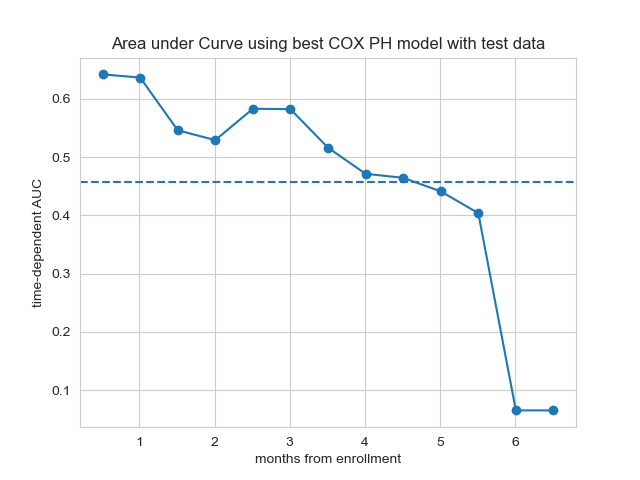 Area under Curve using best COX PH model with test data
time-dependent AUC
0.6
0.5
0.4
0.3
0.2
0.1
1 2 3 4 5 6
months from enrollment